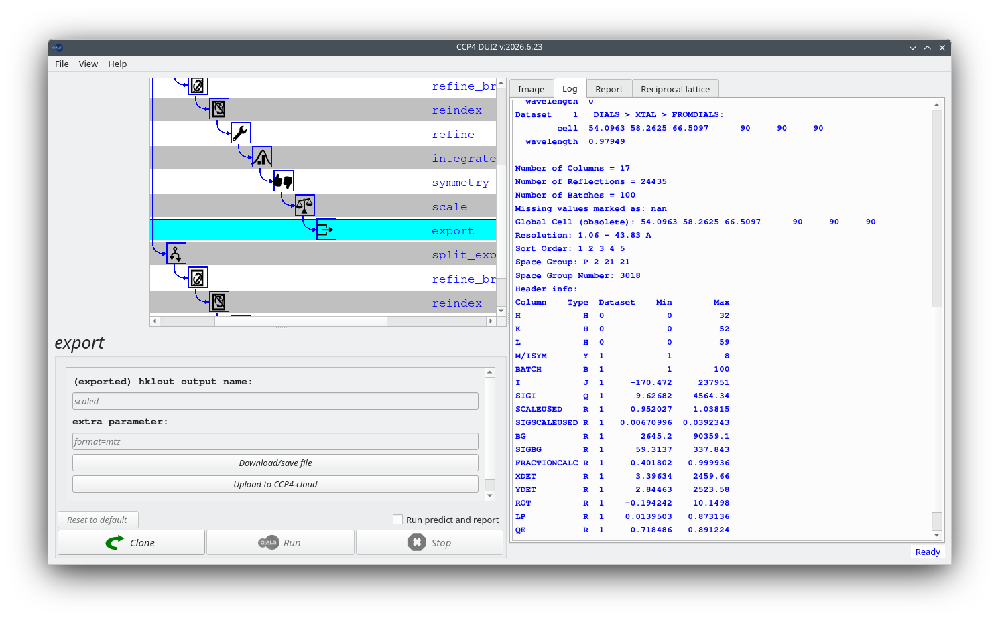 CCP4 DUI2 v:2026.6.23
File View Help
refine_br
reindex
refine
integrate
symmetry
scale
export
split_exp
refine_br
reindex
export
(exported) hklout output name:
scaled
extra parameter:
format=mtz
Download/save file
Upload to CCP4-cloud
Reset to default
Run predict and report
Clone
DIALS Run
Stop
Image Log Report Reciprocal lattice
wavelength 0
Dataset 1 DIALS > XTAL > FROMDIALS:
cell 54.0963 58.2625 66.5097 90 90 90
wavelength 0.97949
Number of Columns = 17
Number of Reflections = 24435
Number of Batches = 100
Missing values marked as: nan
Global Cell (obsolete): 54.0963 58.2625 66.5097 90 90 90
Resolution: 1.06 - 43.83 A
Sort Order: 1 2 3 4 5
Space Group: P 2 21 21
Space Group Number: 3018
Header info:
Column Type Dataset Min Max
H H 0 0 32
K H 0 0 52
L H 0 0 59
M/ISYM Y 1 1 8
BATCH B 1 1 100
I J 1 -170.472 237951
SIGI Q 1 9.62682 4564.34
SCALEUSED R 1 0.952027 1.03815
SIGSCALEUSED R 1 0.00670996 0.0392343
BG R 1 2645.2 90359.1
SIGBG R 1 59.3137 337.843
FRACTIONCALC R 1 0.401802 0.999936
XDET R 1 3.39634 2459.66
YDET R 1 2.84463 2523.58
ROT R 1 -0.194242 10.1498
LP R 1 0.0139503 0.873136
QE R 1 0.718486 0.891224
Ready